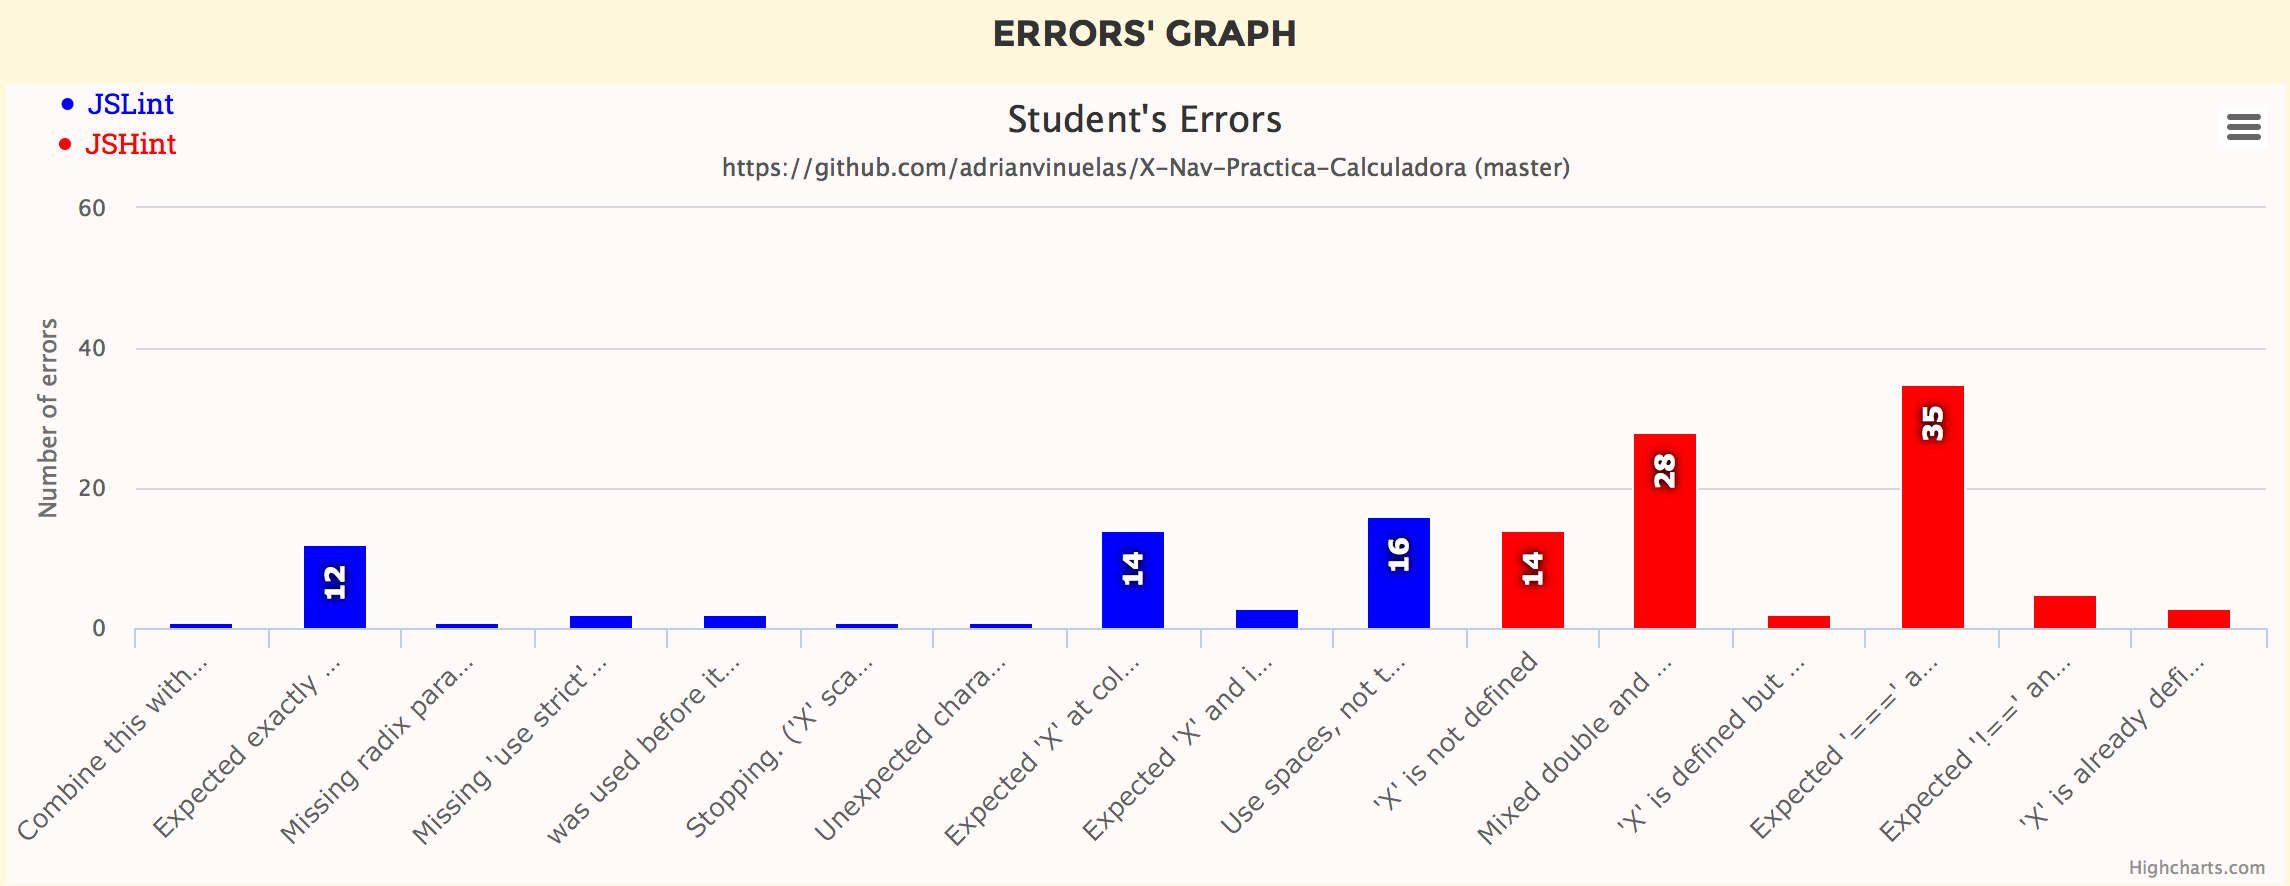 ERRORS' GRAPH
JSLint
JSHint
Student's Errors
https://github.com/adrianvinuelas/X-Nav-Practica-Calculadora (master)
Number of errors
60
40
20
0
12
14
16
14
28
35
Combine this with...
Expected exactly ...
Missing radix para...
Missing 'use strict'...
was used before it...
Stopping. ('X' sca...
Unexpected chara...
Expected 'X' at col...
Expected 'X' and i...
Use spaces, not t...
'X' is not defined
Mixed double and ...
'X' is defined but ...
Expected '===' a...
Expected '!==' an...
'X' is already defi...
Highcharts.com